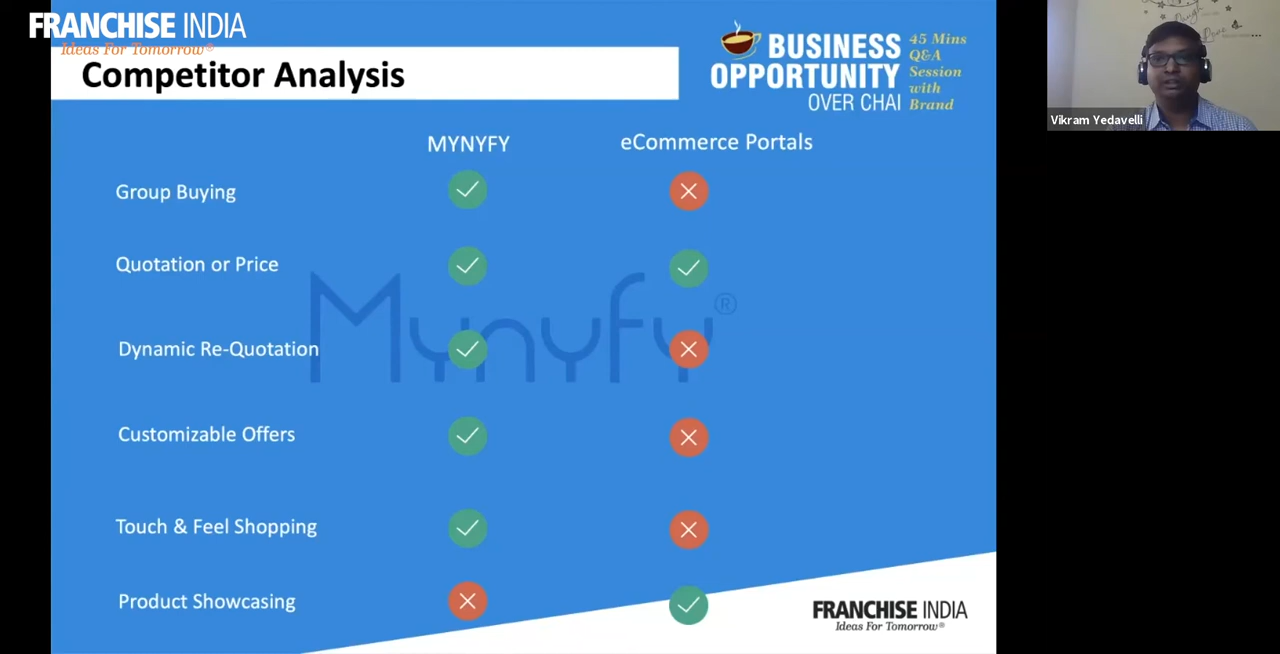 FRANCHISE INDIA
Ideas For Tomorrow®
Competitor Analysis
BUSINESS
OPPORTUNITY
OVER CHAI
45 Mins
Q&A
Session
with
Brand
Vikram Yedavelli
MYNYFY
eCommerce Portals
Group Buying
Quotation or Price
Mynyfy®
Dynamic Re-Quotation
Customizable Offers
Touch & Feel Shopping
Product Showcasing
FRANCHISE INDIA
Ideas For Tomorrow®